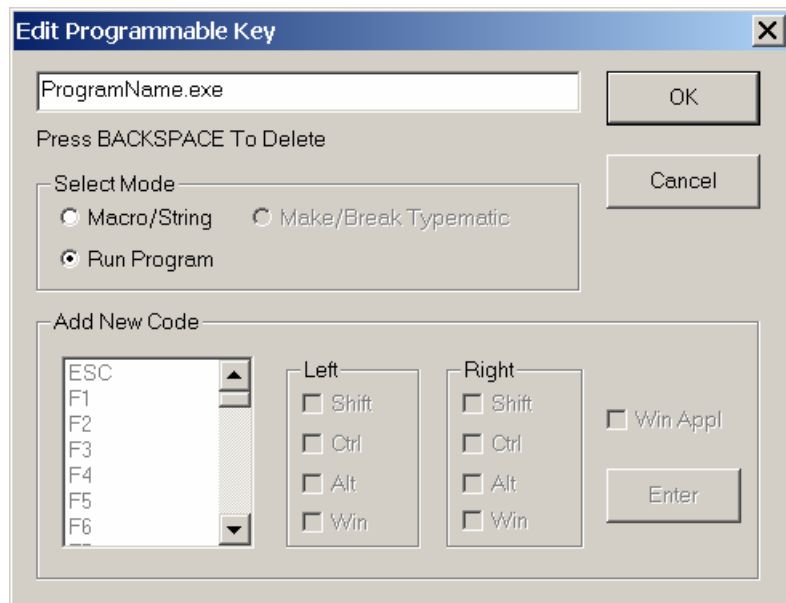 Edit Programmable Key
ProgramName.exe
OK
Press BACKSPACE To Delete
Cancel
Select Mode
Macro/String
Make/Break Typematic
Run Program
Add New Code
ESC
F1
F2
F3
F4
F5
F6
Left
Shift
Ctrl
Alt
Win
Right
Shift
Ctrl
Alt
Win
Win Appl
Enter